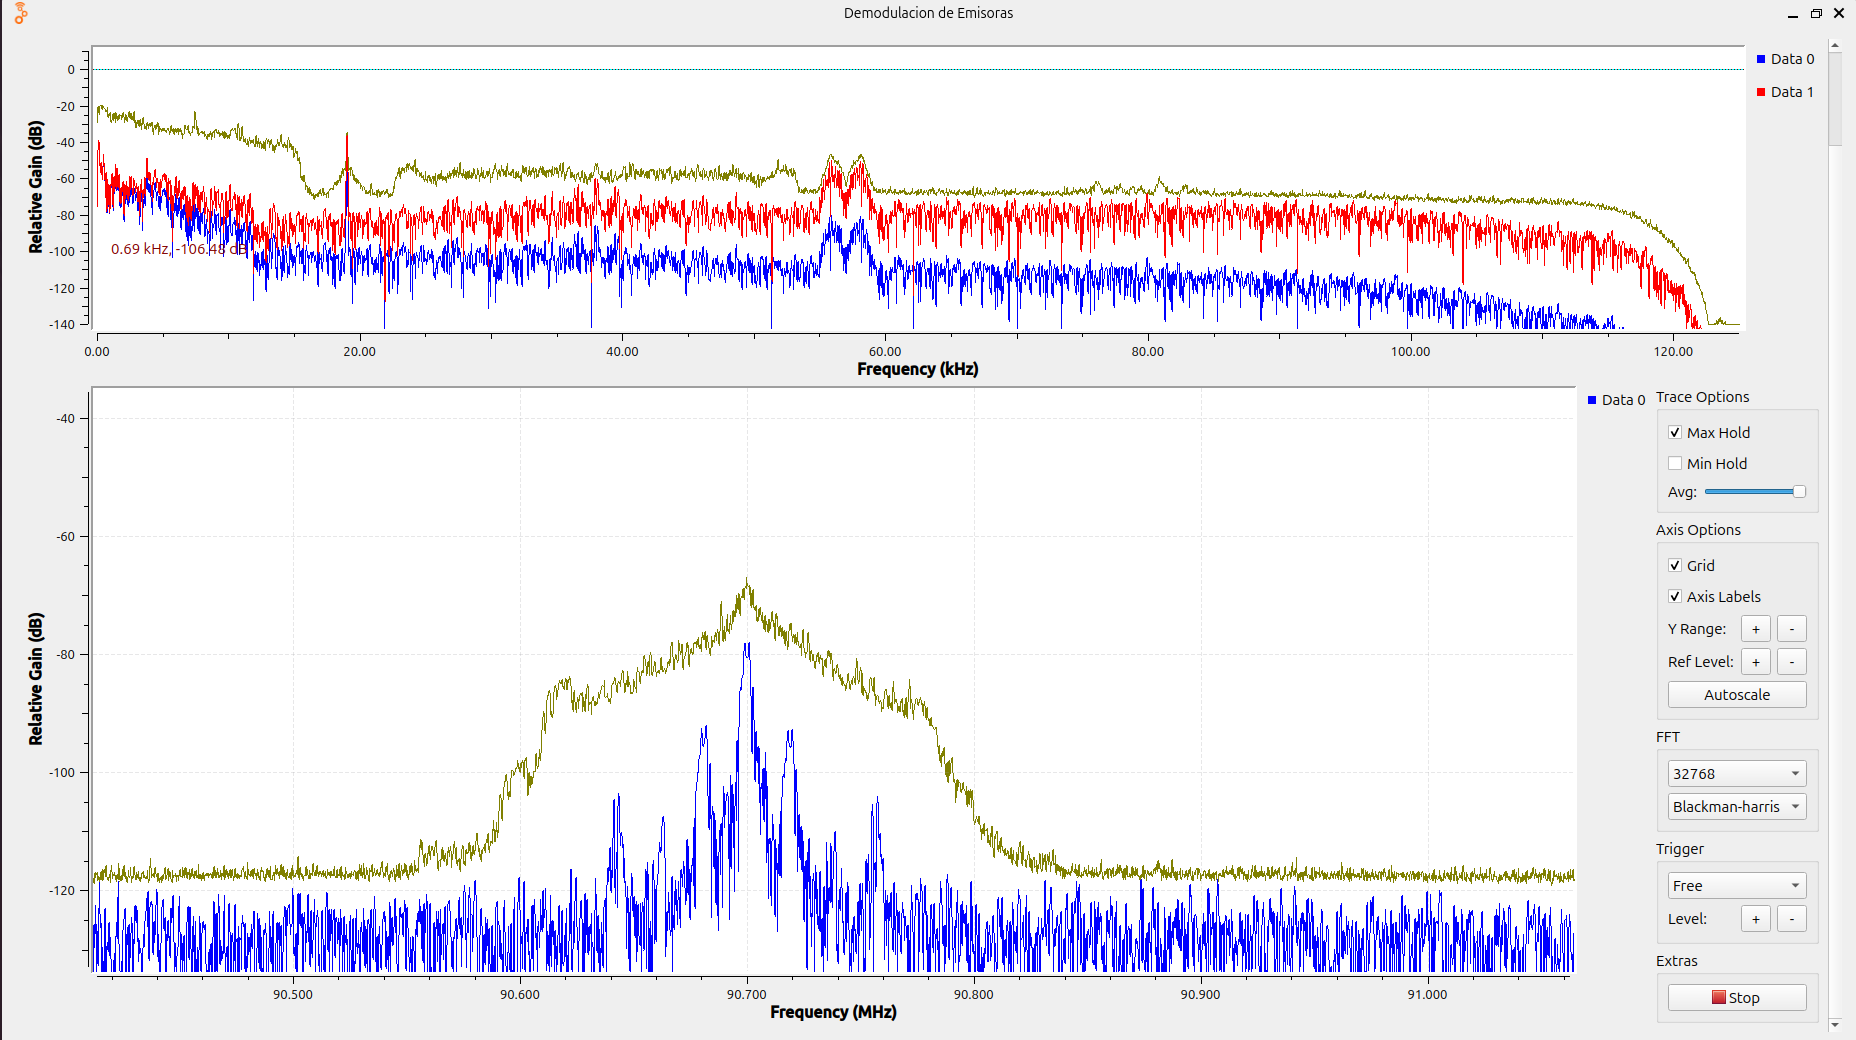 Demodulacion de Emisoras
Relative Gain (dB)
0
-20
-40
-60
-80
-100
-120
-140
0.69 kHz, -106.48 dB
0.00 20.00 40.00 60.00 80.00 100.00 120.00
Frequency (kHz)
Data 0
Data 1
Relative Gain (dB)
-40
-60
-80
-100
-120
90.500 90.600 90.700 90.800 90.900 91.000
Frequency (MHz)
Data 0
Trace Options
Max Hold
Min Hold
Avg:
Axis Options
Grid
Axis Labels
Y Range: + -
Ref Level: + -
Autoscale
FFT
32768
Blackman-harris
Trigger
Free
Level: + -
Extras
Stop